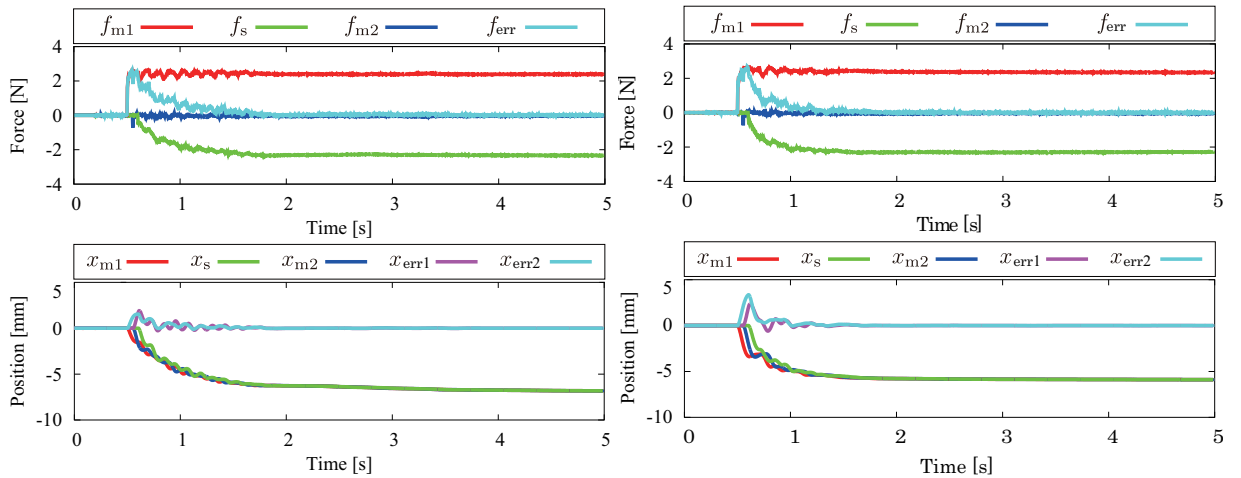 f_m1 f_s f_m2 f_err
Force [N]
4
2
0
-2
-4
0 1 2 3 4 5
Time [s]
x_m1 x_s x_m2 x_err1 x_err2
Position [mm]
5
0
-5
-10
0 1 2 3 4 5
Time [s]
f_m1 f_s f_m2 f_err
Force [N]
4
2
0
-2
-4
0 1 2 3 4 5
Time [s]
x_m1 x_s x_m2 x_err1 x_err2
Position [mm]
5
0
-5
-10
0 1 2 3 4 5
Time [s]